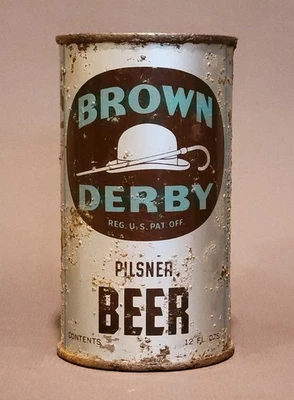 BROWN
DERBY
REG. U.S. PAT. OFF.
PILSNER
BEER
CONTENTS 12 FL. OZS.